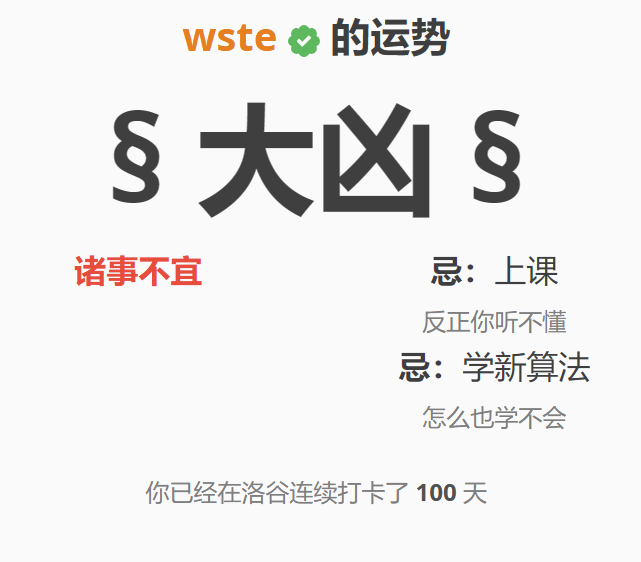 wste 的运势
§ 大凶 §
诸事不宜
忌：上课
反正你听不懂
忌：学新算法
怎么也学不会
你已经在洛谷连续打卡了 100 天